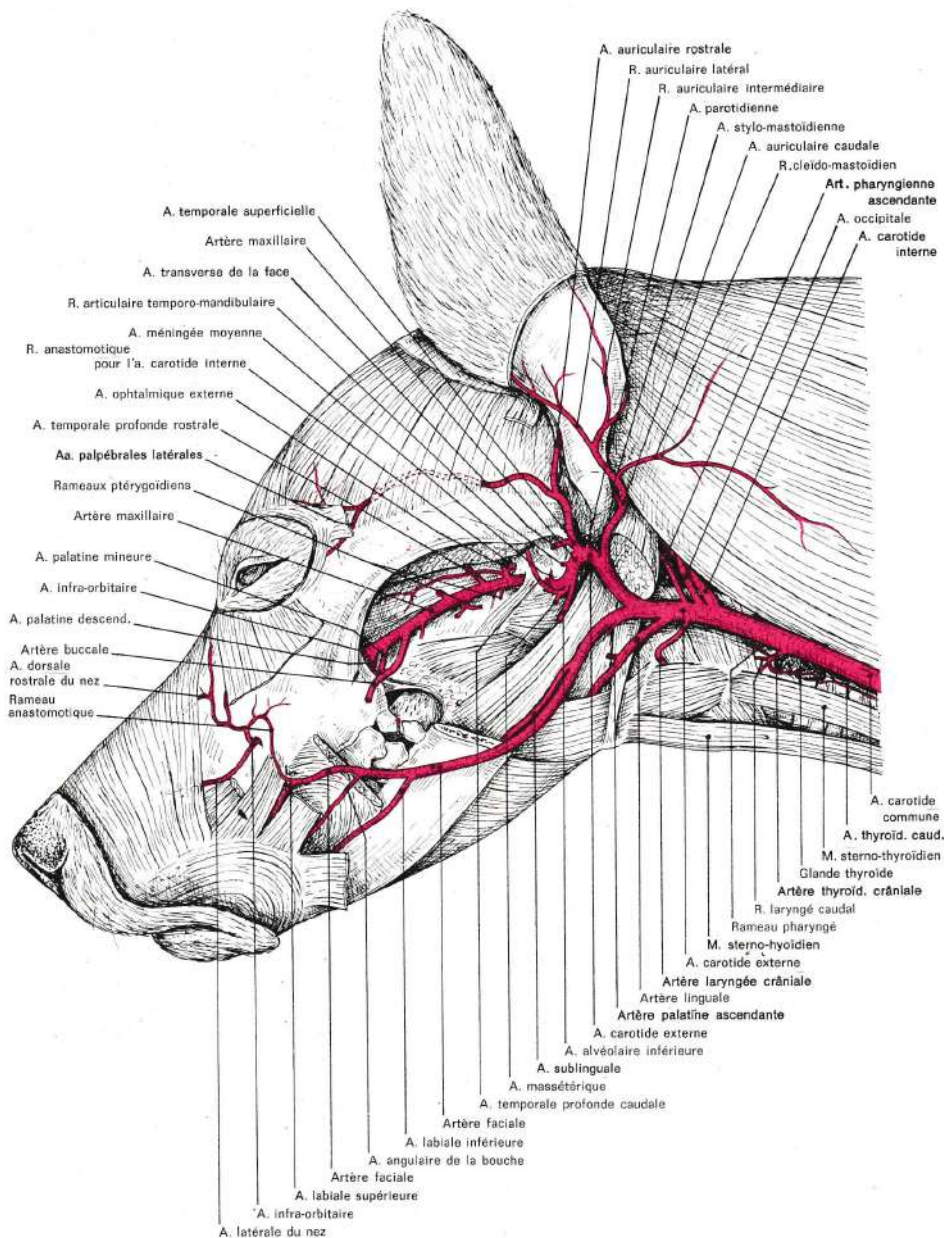 A. auriculaire rostrale
R. auriculaire latéral
R. auriculaire intermédiaire
A. parotidienne
A. stylo-mastoïdienne
A. auriculaire caudale
R.cleïdo-mastoïdien
Art. pharyngienne
ascendante
A. occipitale
A. carotide
interne
A. temporale superficielle
Artère maxillaire
A. transverse de la face
R. articulaire temporo-mandibulaire
A. méningée moyenne
R. anastomotique
pour l'a. carotide interne
A. ophtalmique externe
A. temporale profonde rostrale
Aa. palpébrales latérales
Rameaux ptérygoïdiens
Artère maxillaire
A. palatine mineure
A. infra-orbitaire
A. palatine descend.
Artère buccale
A. dorsale
rostrale du nez
Rameau
anastomotique
A. carotide
commune
A. thyroïd. caud.
M. sterno-thyroïdien
Glande thyroïde
Artère thyroïd. crâniale
R. laryngé caudal
Rameau pharyngé
M. sterno-hyoïdien
A. carotide externe
Artère laryngée crâniale
Artère linguale
Artère palatine ascendante
A. carotide externe
A. alvéolaire inférieure
A. sublinguale
A. massétérique
A. temporale profonde caudale
Artère faciale
A. labiale inférieure
A. angulaire de la bouche
Artère faciale
A. labiale supérieure
A. infra-orbitaire
A. latérale du nez